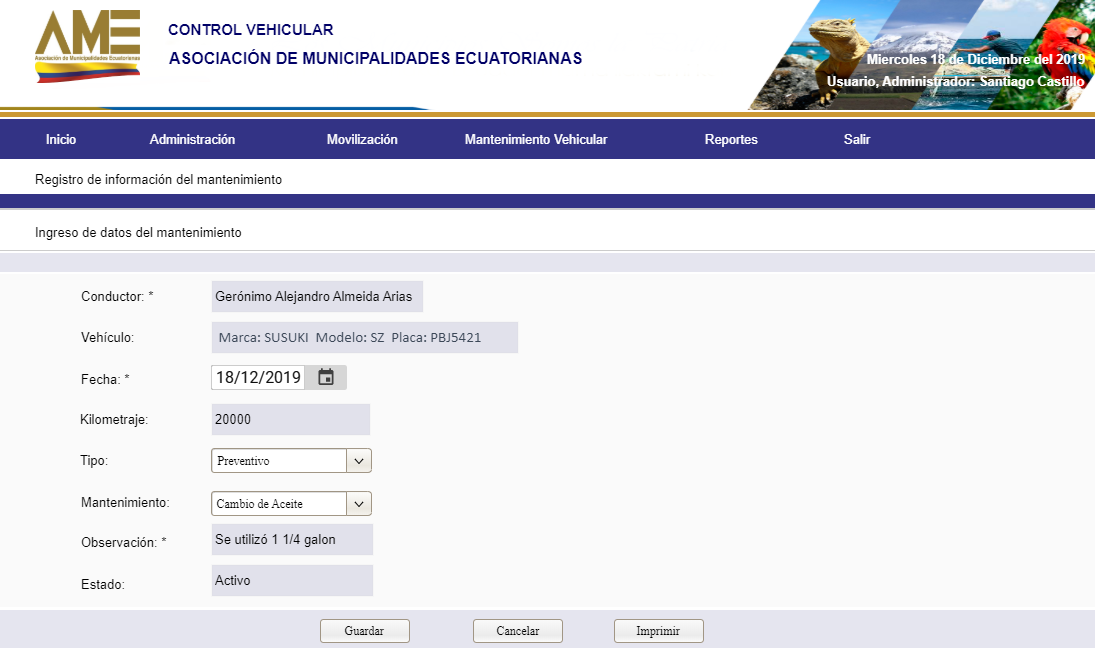 AME
Asociación de Municipalidades Ecuatorianas
CONTROL VEHICULAR
ASOCIACIÓN DE MUNICIPALIDADES ECUATORIANAS
Miercoles 18 de Diciembre del 2019
Usuario, Administrador: Santiago Castillo
Inicio Administración Movilización Mantenimiento Vehicular Reportes Salir
Registro de información del mantenimiento
Ingreso de datos del mantenimiento
Conductor: * Gerónimo Alejandro Almeida Arias
Vehículo: Marca: SUSUKI Modelo: SZ Placa: PBJ5421
Fecha: * 18/12/2019
Kilometraje: 20000
Tipo: Preventivo
Mantenimiento: Cambio de Aceite
Observación: * Se utilizó 1 1/4 galon
Estado: Activo
Guardar Cancelar Imprimir